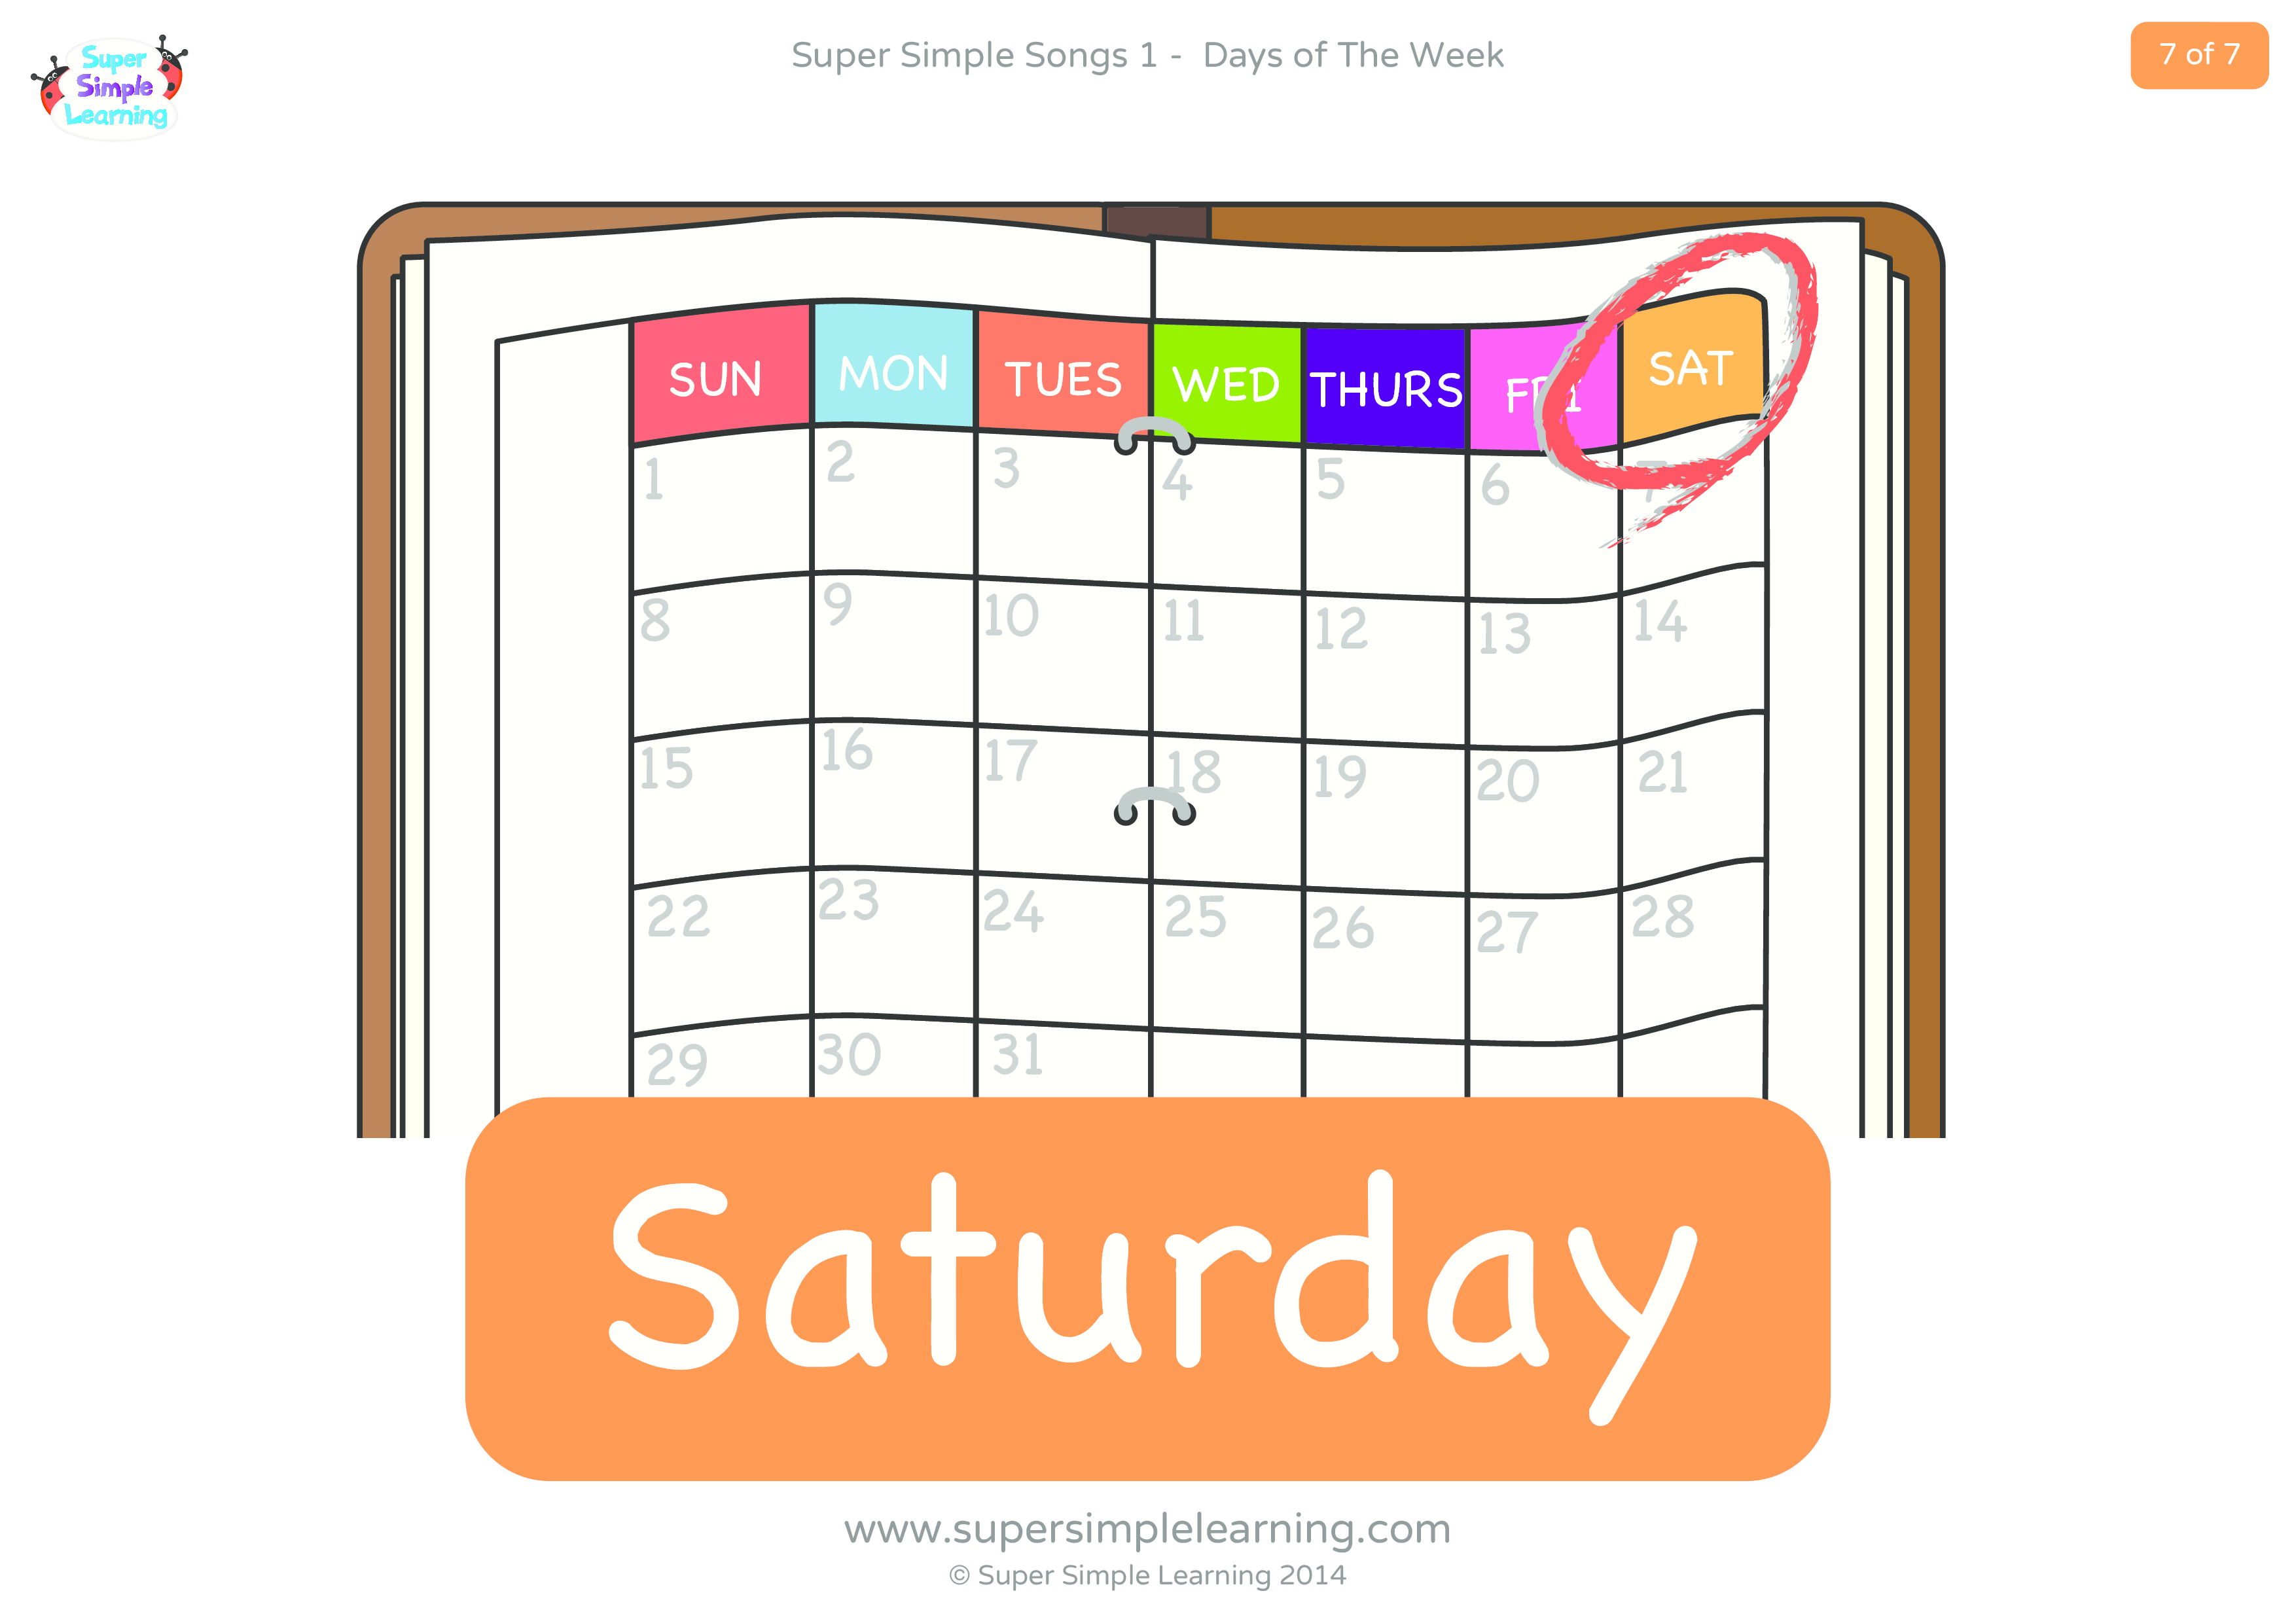 Super
Simple
Learning
Super Simple Songs 1 - Days of The Week
7 of 7
SUN MON TUES WED THURS FRI SAT
1 2 3 4 5 6 7
8 9 10 11 12 13 14
15 16 17 18 19 20 21
22 23 24 25 26 27 28
29 30 31
Saturday
www.supersimplelearning.com
© Super Simple Learning 2014